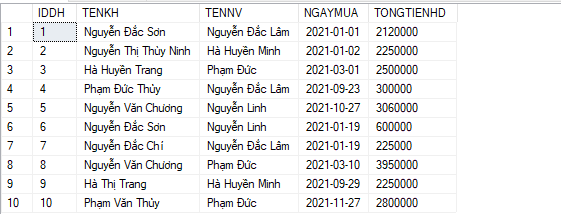 IDDH TENKH TENNV NGAYMUA TONGTIENHD
1 1 Nguyễn Đắc Sơn Nguyễn Đắc Lâm 2021-01-01 2120000
2 2 Nguyễn Thị Thùy Ninh Hà Huyền Minh 2021-01-02 2250000
3 3 Hà Huyền Trang Phạm Đức 2021-03-01 2500000
4 4 Phạm Đức Thủy Nguyễn Đắc Lâm 2021-09-23 300000
5 5 Nguyễn Văn Chương Nguyễn Linh 2021-10-27 3060000
6 6 Nguyễn Đắc Sơn Nguyễn Linh 2021-01-19 600000
7 7 Nguyễn Đắc Chí Nguyễn Đắc Lâm 2021-01-19 225000
8 8 Nguyễn Văn Chương Phạm Đức 2021-03-10 3950000
9 9 Hà Thị Trang Hà Huyền Minh 2021-09-29 2250000
10 10 Phạm Văn Thủy Phạm Đức 2021-11-27 2800000